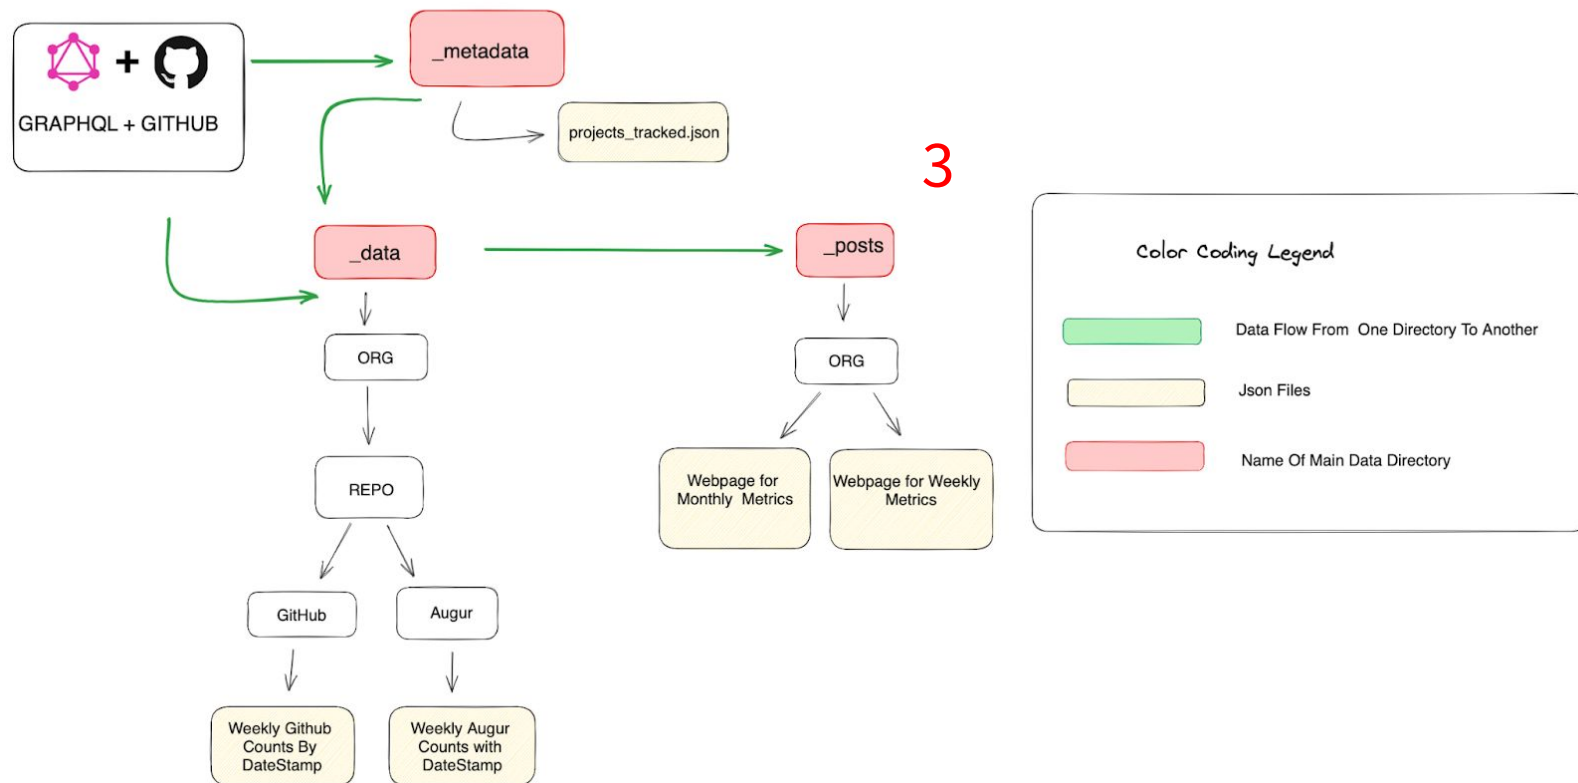 +
GRAPHQL + GITHUB
_metadata
projects_tracked.json
3
_data
_posts
ORG
ORG
REPO
Webpage for
Monthly Metrics
Webpage for Weekly
Metrics
GitHub
Augur
Weekly Github
Counts By
DateStamp
Weekly Augur
Counts with
DateStamp
Color Coding Legend
Data Flow From One Directory To Another
Json Files
Name Of Main Data Directory